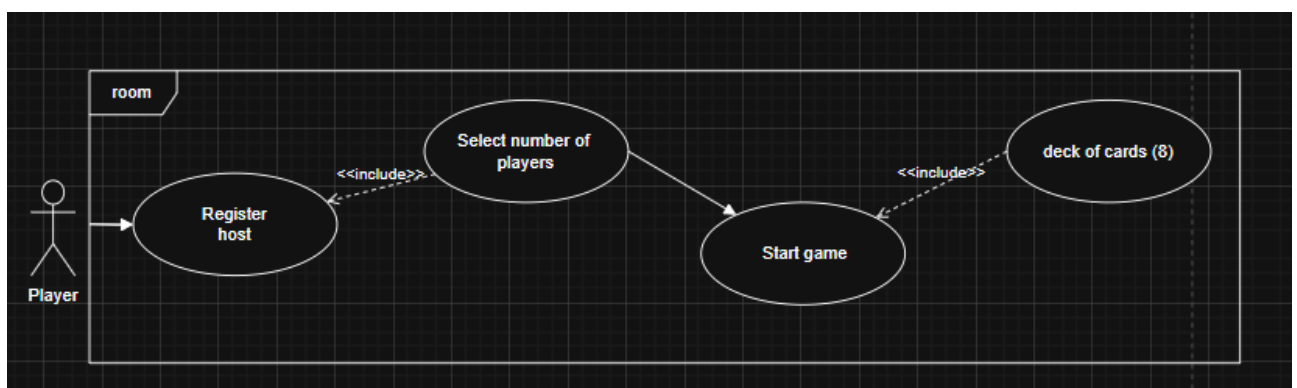 room
Select number of
players
deck of cards (8)
<<include>>
<<include>>
Register
host
Start game
Player